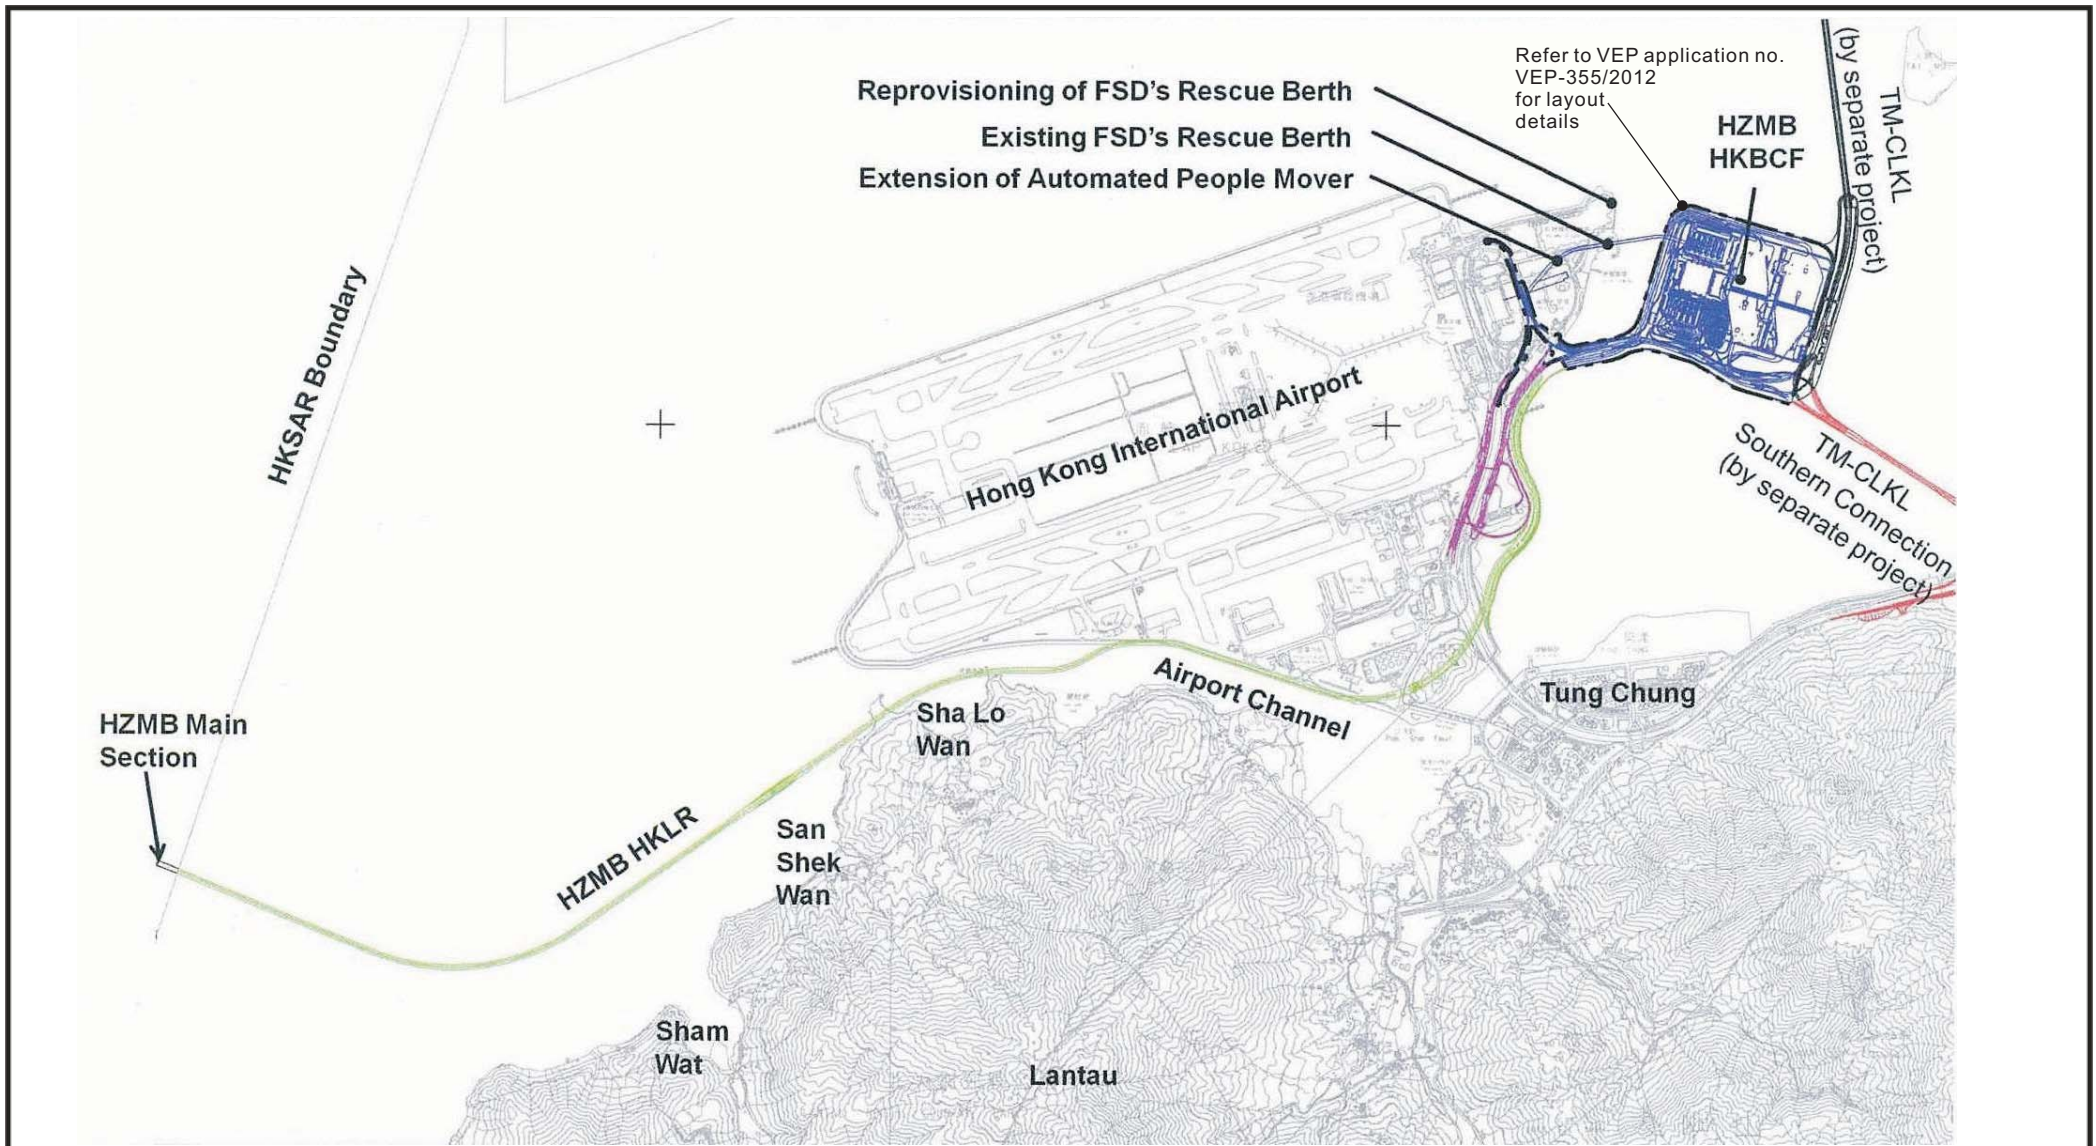 Refer to VEP application no.
VEP-355/2012
for layout
details
Reprovisioning of FSD's Rescue Berth
Existing FSD's Rescue Berth
Extension of Automated People Mover
HZMB
HKBCF
TM-CLKL
(by separate project)
HKSAR Boundary
Hong Kong International Airport
TM-CLKL
Southern Connection
(by separate project)
Airport Channel
Tung Chung
Sha Lo
Wan
HZMB Main
Section
HZMB HKLR
San
Shek
Wan
Sham
Wat
Lantau